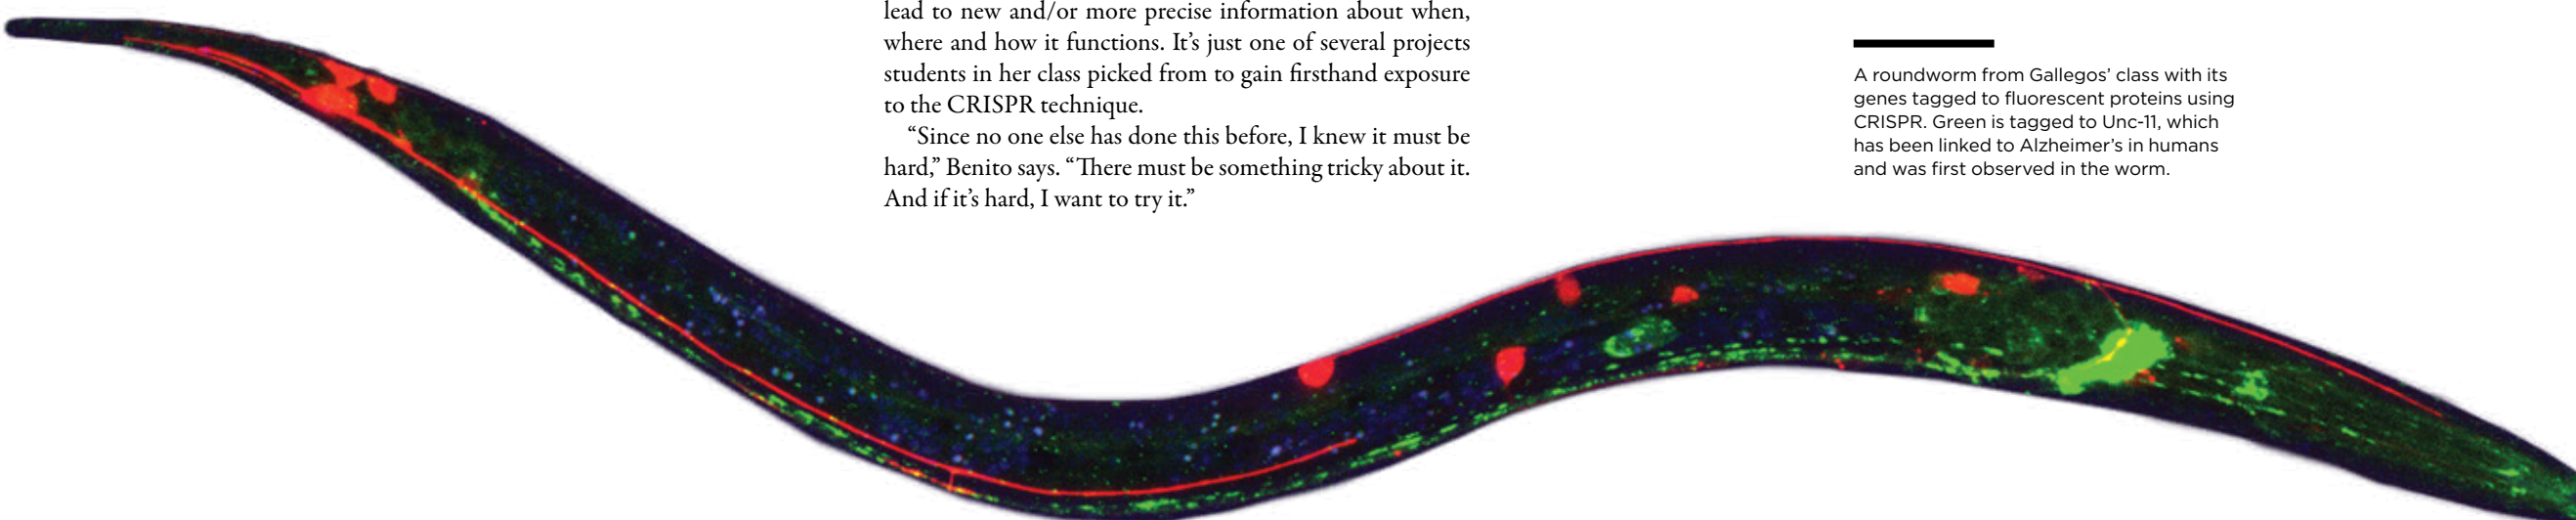 lead to new and/or more precise information about when,
where and how it functions. It’s just one of several projects
students in her class picked from to gain firsthand exposure
to the CRISPR technique.
“Since no one else has done this before, I knew it must be
hard,” Benito says. “There must be something tricky about it.
And if it’s hard, I want to try it.”
A roundworm from Gallegos’ class with its
genes tagged to fluorescent proteins using
CRISPR. Green is tagged to Unc-11, which
has been linked to Alzheimer’s in humans
and was first observed in the worm.